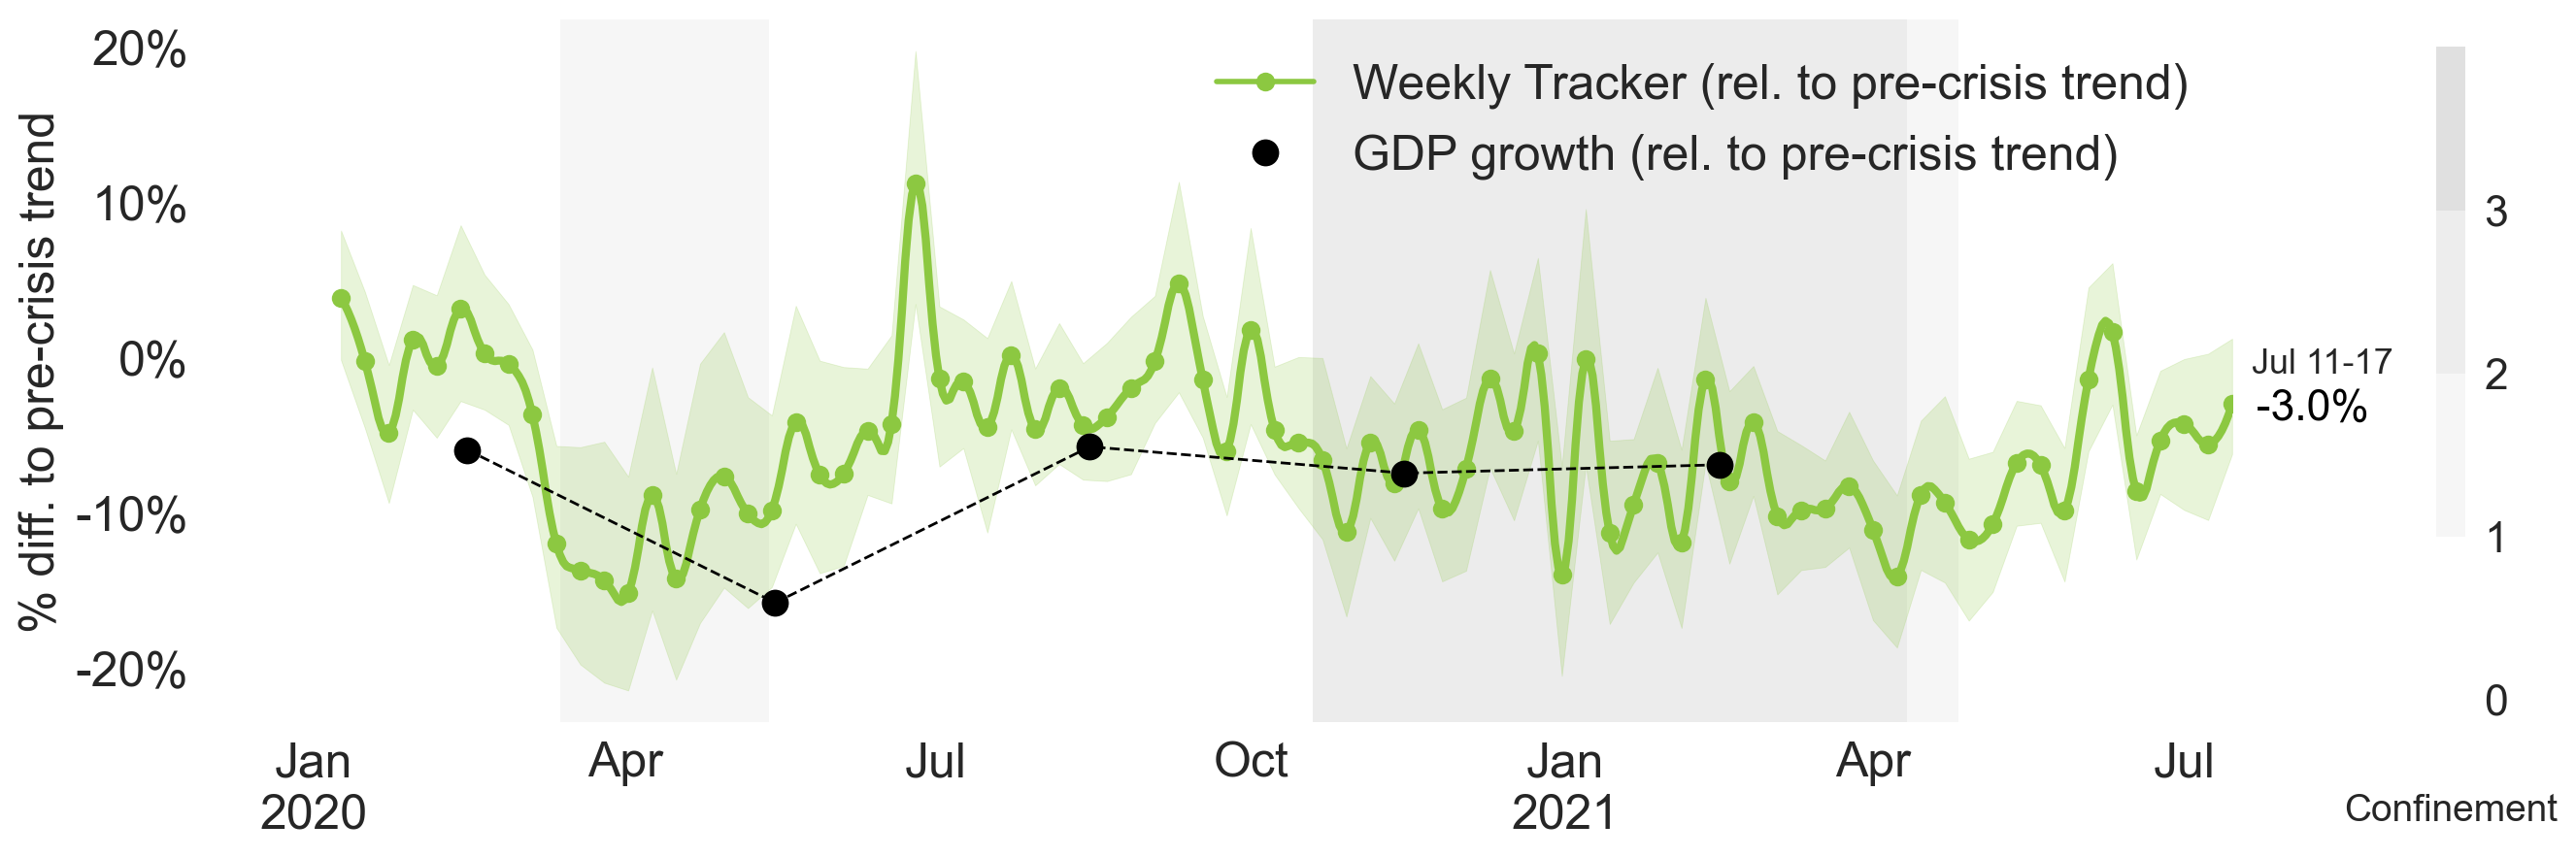 % diff. to pre-crisis trend
20%
10%
0%
-10%
-20%
Weekly Tracker (rel. to pre-crisis trend)
GDP growth (rel. to pre-crisis trend)
Jul 11-17
-3.0%
3
2
1
0
Jan Apr Jul Oct Jan Apr Jul
2020 2021
Confinement